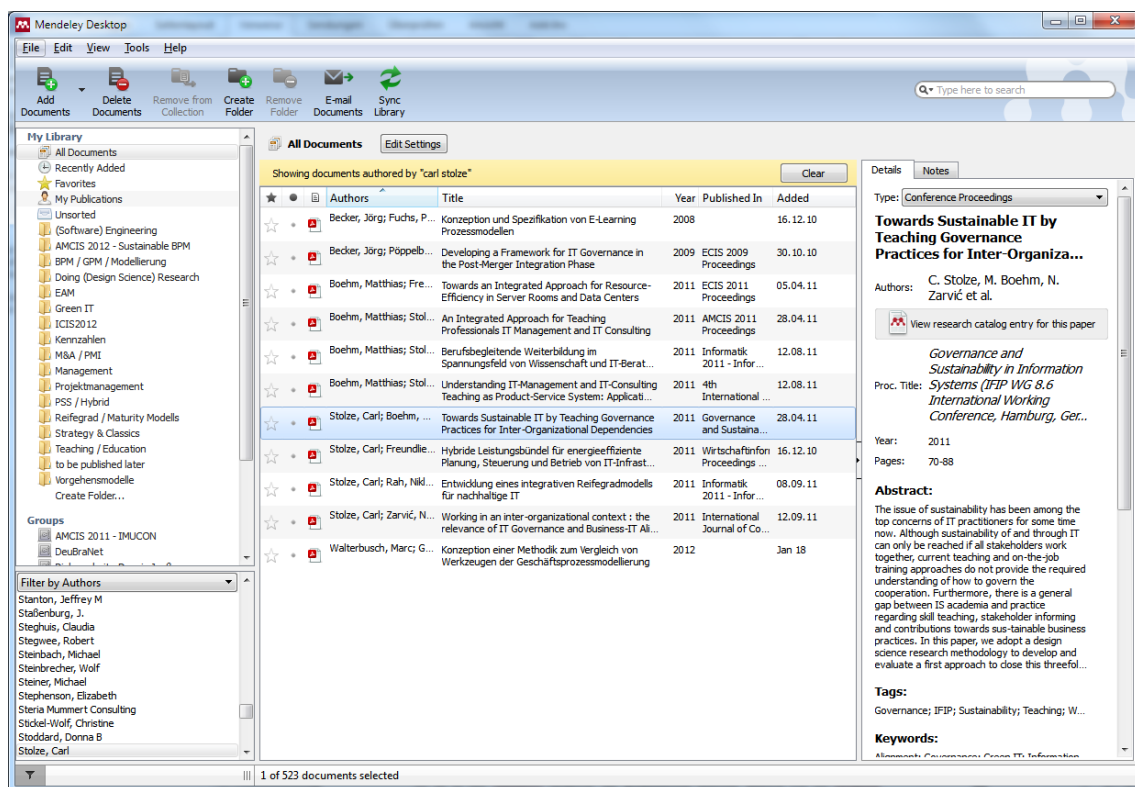 Mendeley Desktop
File Edit View Tools Help
Add Documents
Delete Documents
Remove from Collection
Create Folder
Remove Folder
E-mail Documents
Sync Library
Type here to search
My Library
All Documents
Recently Added
Favorites
My Publications
Unsorted
(Software) Engineering
AMCIS 2012 - Sustainable BPM
BPM / GPM / Modellierung
Doing (Design Science) Research
EAM
Green IT
ICIS2012
Kennzahlen
M&A / PMI
Management
Projektmanagement
PSS / Hybrid
Reifegrad / Maturity Modells
Strategy & Classics
Teaching / Education
to be published later
Vorgehensmodelle
Create Folder...
Groups
AMCIS 2011 - IMUCON
DeuBraNet
Filter by Authors
Stanton, Jeffrey M
Staßenburg, J.
Steghuis, Claudia
Stegwee, Robert
Steinbach, Michael
Steinbrecher, Wolf
Steiner, Michael
Stephenson, Elizabeth
Steria Mummert Consulting
Stickel-Wolf, Christine
Stoddard, Donna B
Stolze, Carl
All Documents Edit Settings
Showing documents authored by "carl stolze" Clear
Authors Title Year Published In Added
Becker, Jörg; Fuchs, P... Konzeption und Spezifikation von E-Learning 2008 16.12.10
Prozessmodellen
Becker, Jörg; Pöppelb... Developing a Framework for IT Governance in 2009 ECIS 2009 30.10.10
the Post-Merger Integration Phase Proceedings
Boehm, Matthias; Fre... Towards an Integrated Approach for Resource- 2011 ECIS 2011 05.04.11
Efficiency in Server Rooms and Data Centers Proceedings
Boehm, Matthias; Stol... An Integrated Approach for Teaching 2011 AMCIS 2011 28.04.11
Professionals IT Management and IT Consulting Proceedings
Boehm, Matthias; Stol... Berufsbegleitende Weiterbildung im 2011 Informatik 12.08.11
Spannungsfeld von Wissenschaft und IT-Berat... 2011 - Infor...
Boehm, Matthias; Stol... Understanding IT-Management and IT-Consulting 2011 4th 12.08.11
Teaching as Product-Service System: Applicati... International ...
Stolze, Carl; Boehm, ... Towards Sustainable IT by Teaching Governance 2011 Governance 28.04.11
Practices for Inter-Organizational Dependencies and Sustaina...
Stolze, Carl; Freundlie... Hybride Leistungsbündel für energieeffiziente 2011 Wirtschaftinforı 16.12.10
Planung, Steuerung und Betrieb von IT-Infrast... Proceedings ...
Stolze, Carl; Rah, Nikl... Entwicklung eines integrativen Reifegradmodells 2011 Informatik 08.09.11
für nachhaltige IT 2011 - Infor...
Stolze, Carl; Zarvić, N... Working in an inter-organizational context : the 2011 International 12.09.11
relevance of IT Governance and Business-IT Ali... Journal of Co...
Walterbusch, Marc; G... Konzeption einer Methodik zum Vergleich von 2012 Jan 18
Werkzeugen der Geschäftsprozessmodellierung
Details Notes
Type: Conference Proceedings
Towards Sustainable IT by
Teaching Governance
Practices for Inter-Organiza...
Authors: C. Stolze, M. Boehm, N.
Zarvić et al.
View research catalog entry for this paper
Governance and
Sustainability in Information
Proc. Title: Systems (IFIP WG 8.6
International Working
Conference, Hamburg, Ger...
Year: 2011
Pages: 70-88
Abstract:
The issue of sustainability has been among the
top concerns of IT practitioners for some time
now. Although sustainability of and through IT
can only be reached if all stakeholders work
together, current teaching and on-the-job
training approaches do not provide the required
understanding of how to govern the
cooperation. Furthermore, there is a general
gap between IS academia and practice
regarding skill teaching, stakeholder informing
and contributions towards sus-tainable business
practices. In this paper, we adopt a design
science research methodology to develop and
evaluate a first approach to close this threefol...
Tags:
Governance; IFIP; Sustainability; Teaching; W...
Keywords:
Alignment; Governance; Green IT; Information
1 of 523 documents selected